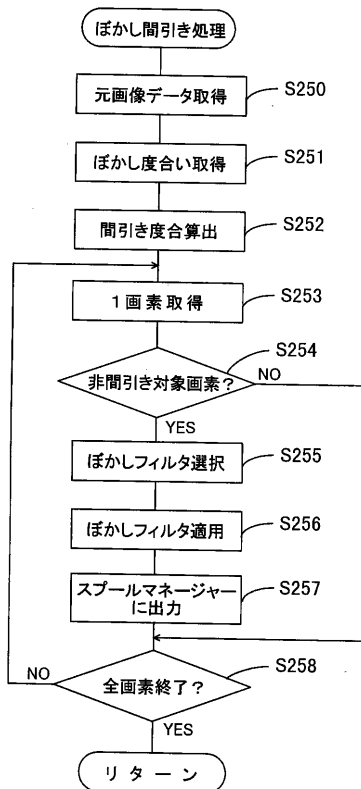 ぼかし間引き処理
元画像データ取得
S250
ぼかし度合い取得
S251
間引き度合算出
S252
1画素取得
S253
S254
非間引き対象画素?
NO
YES
ぼかしフィルタ選択
S255
ぼかしフィルタ適用
S256
スプールマネージャー
に出力
S257
S258
NO
全画素終了?
YES
リターン